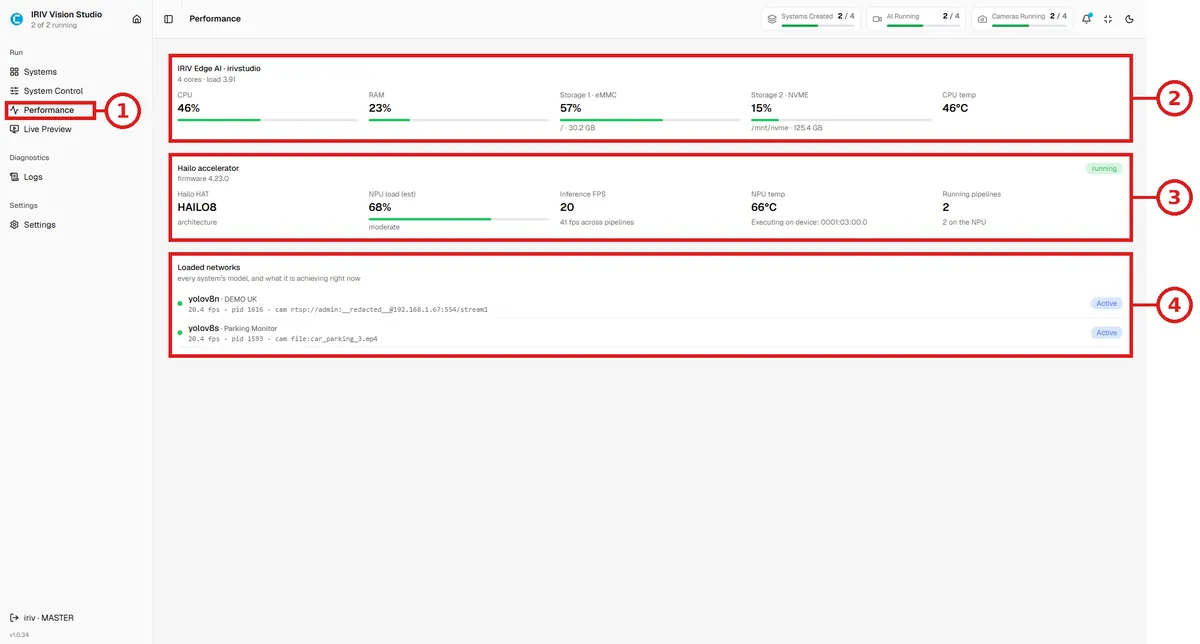 IRIV Vision Studio
2 of 2 running
Run
Systems
System Control
Performance
Live Preview
Diagnostics
Logs
Settings
Settings
iriv · MASTER
v1.0.34
1
Performance
Systems Created 2 / 4
AI Running 2 / 4
Cameras Running 2 / 4
IRIV Edge AI · irivstudio
4 cores · load 3.91
CPU
46%
RAM
23%
Storage 1 · eMMC
57%
/ · 30.2 GB
Storage 2 · NVME
15%
/mnt/nvme · 125.4 GB
CPU temp
46°C
2
Hailo accelerator
firmware 4.23.0
running
Hailo HAT
HAILO8
architecture
NPU load (est)
68%
moderate
Inference FPS
20
41 fps across pipelines
NPU temp
66°C
Executing on device: 0001:03:00.0
Running pipelines
2
2 on the NPU
3
Loaded networks
every system's model, and what it is achieving right now
yolov8n · DEMO UK
20.4 fps · pid 1616 · cam rtsp://admin:__redacted__@192.168.1.67:554/stream1
Active
yolov8s · Parking Monitor
20.4 fps · pid 1593 · cam file:car_parking_3.mp4
Active
4